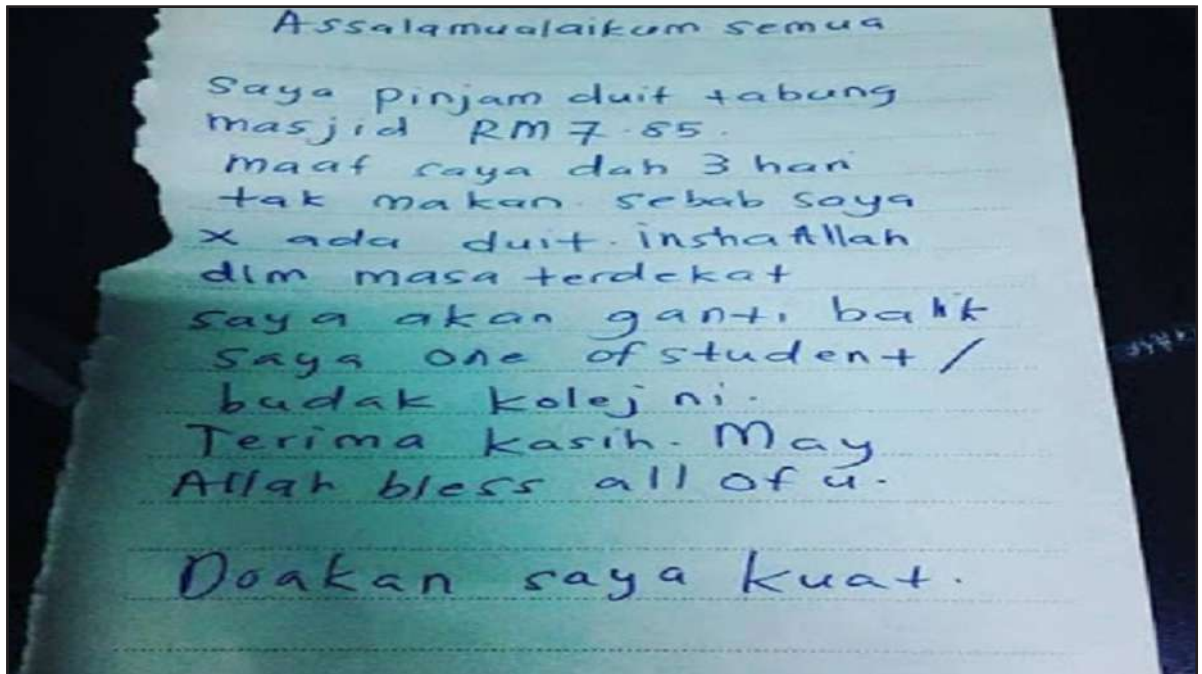 Assalamualaikum semua
Saya pinjam duit tabung
masjid RM 7.85.
maaf saya dah 3 hari
tak makan sebab saya
x ada duit. inshaAllah
dlm masa terdekat
saya akan ganti balik
saya one of student /
budak kolej ni.
Terima kasih. May
Allah bless all of u.
Doakan saya kuat.